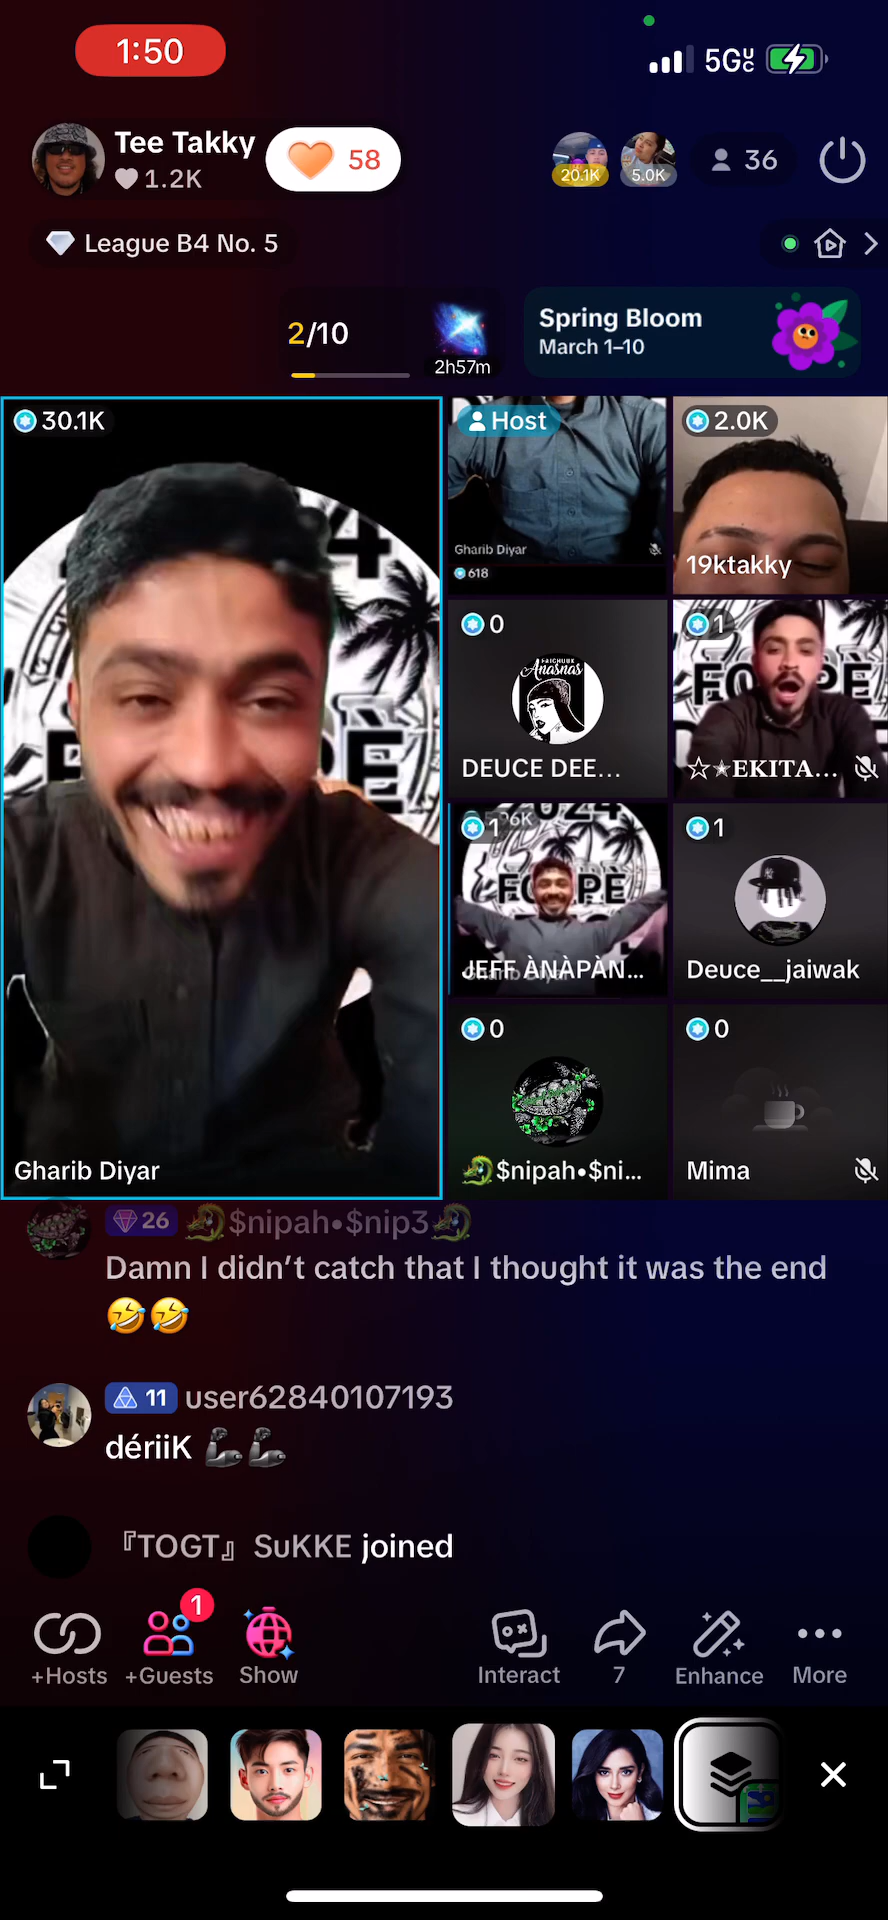 1:50
5GUC
Tee Takky
58
1.2K
20.1K
5.0K
36
League B4 No. 5
2/10
2h57m
Spring Bloom
March 1–10
30.1K
Host
2.0K
Gharib Diyar
618
19ktakky
0
1
Anasnas
DEUCE DEE...
☆★EKITA...
1
1
JEFF ÀNÀPÀN...
Deuce__jaiwak
0
0
Gharib Diyar
🐉$nipah•$ni...
Mima
26 🐉$nipah•$nip3🐉
Damn I didn’t catch that I thought it was the end
🤣🤣
11 user62840107193
dériiK 🦾🦾
『TOGT』 SuKKE joined
1
+Hosts
+Guests
Show
Interact
7
Enhance
More